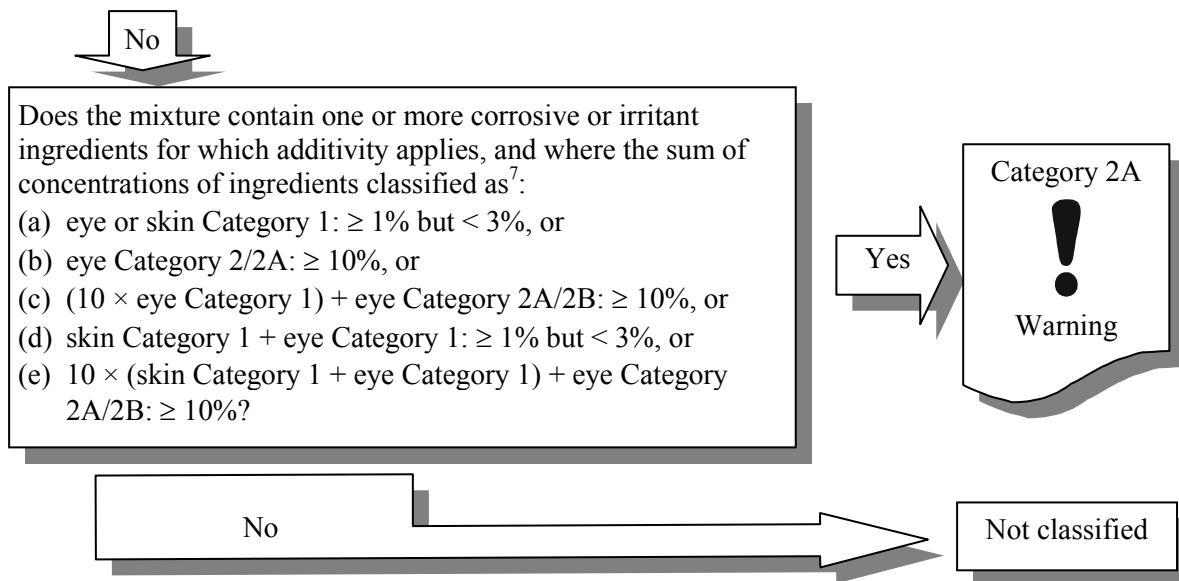 No
Does the mixture contain one or more corrosive or irritant
ingredients for which additivity applies, and where the sum of
concentrations of ingredients classified as⁷:
(a) eye or skin Category 1: ≥ 1% but < 3%, or
(b) eye Category 2/2A: ≥ 10%, or
(c) (10 × eye Category 1) + eye Category 2A/2B: ≥ 10%, or
(d) skin Category 1 + eye Category 1: ≥ 1% but < 3%, or
(e) 10 × (skin Category 1 + eye Category 1) + eye Category
2A/2B: ≥ 10%?
Yes
Category 2A
Warning
No
Not classified